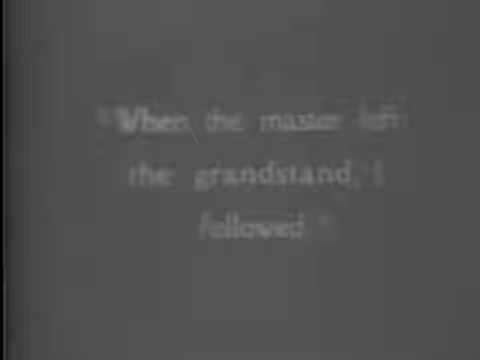 "When the master left
the grandstand, I
followed."